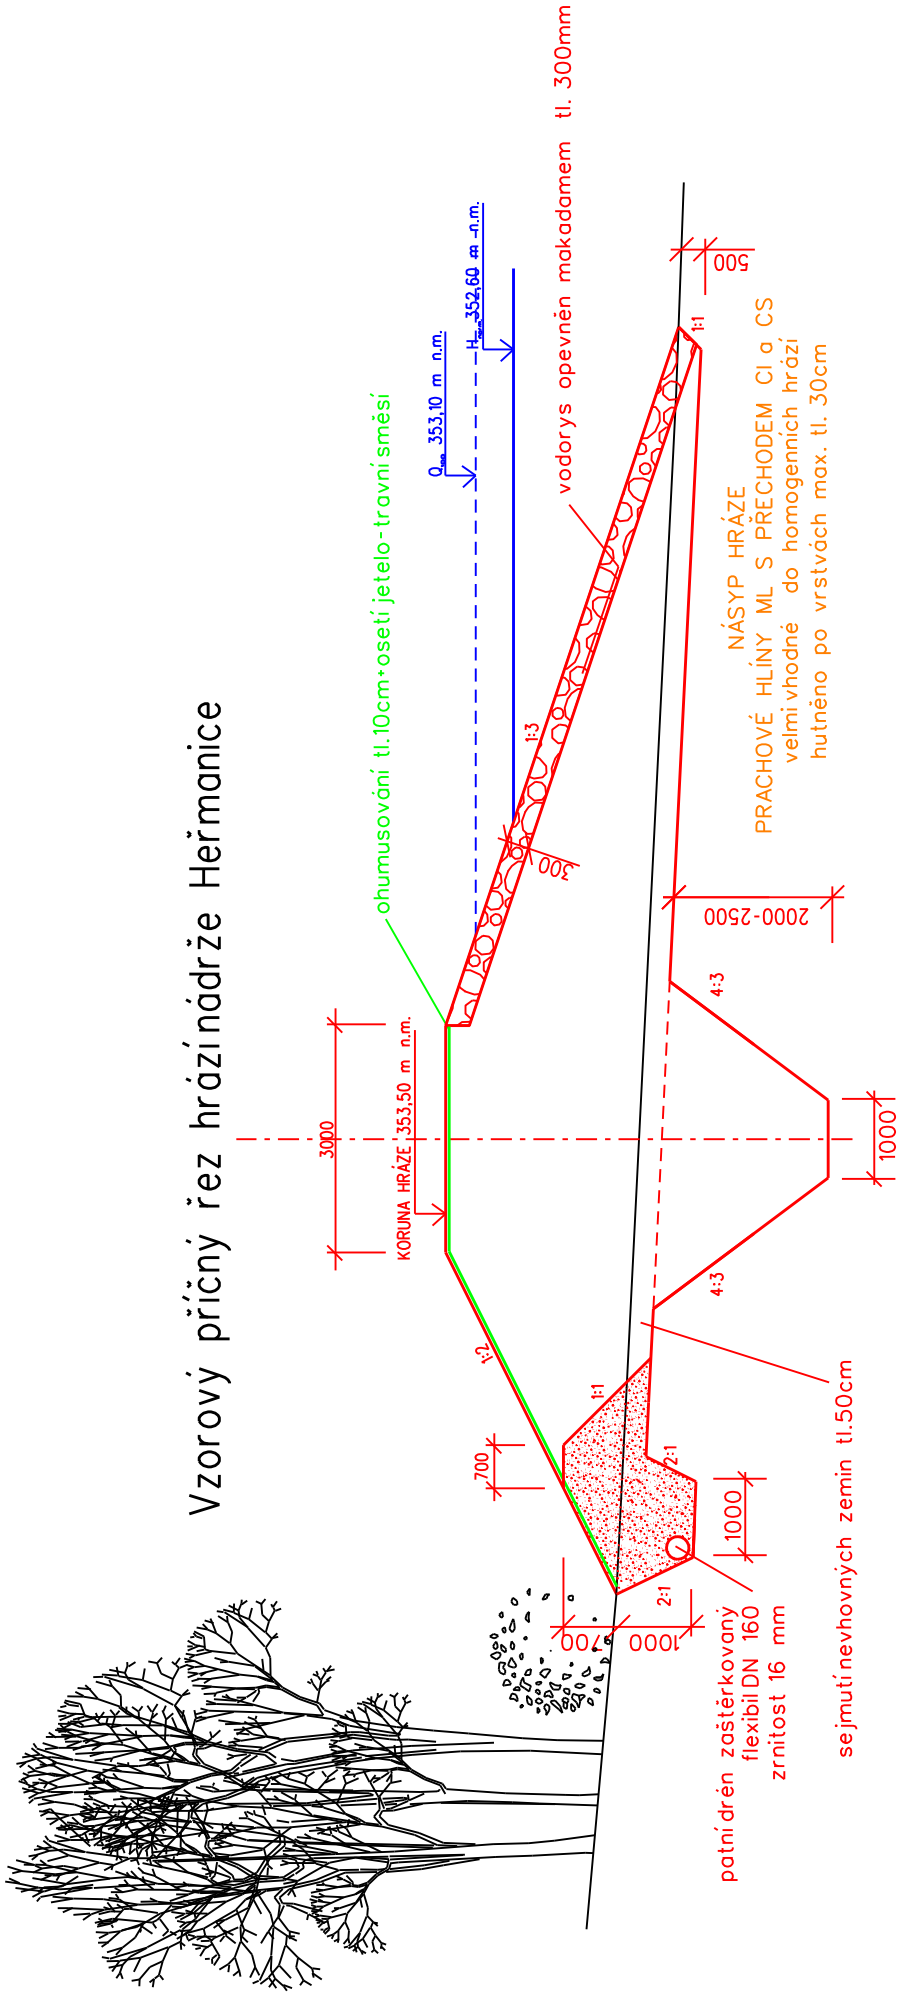 Vzorový příčný řez hrází nádrže Heřmanice
ohumusování tl.10cm+osetí jetelo-travní směsí
3000
KORUNA HRÁZE 353,50 m n.m.
Q₁₀₀ 353,10 m n.m.
Hₙₒᵣₘ 352,60 m n.m.
vodorys opevněn makadamem tl. 300mm
1:2
1:3
300
700
1:1
1:1
500
NÁSYP HRÁZE
PRACHOVÉ HLÍNY ML S PŘECHODEM CI a CS
velmi vhodné do homogenních hrází
hutněno po vrstvách max. tl. 30cm
2000-2500
4:3
4:3
1000
2:1
2:1
1000
700
1000
patní drén zaštěrkovaný
flexibil DN 160
zrnitost 16 mm
sejmutí nevhovných zemin tl.50cm